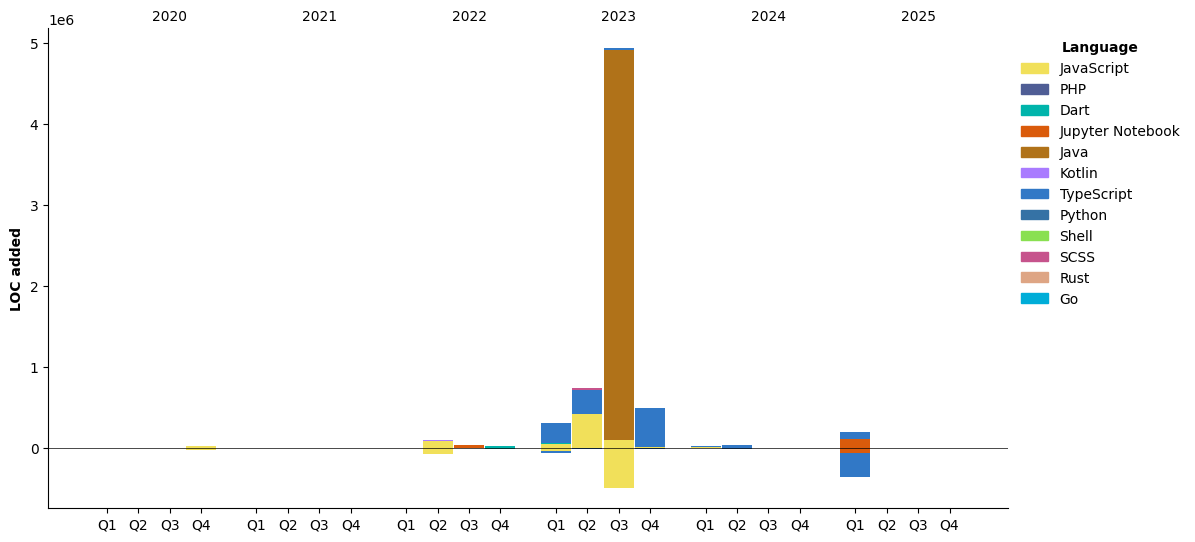 1e6
2020 2021 2022 2023 2024 2025
5
4
3
2
1
0
LOC added
Q1 Q2 Q3 Q4 Q1 Q2 Q3 Q4 Q1 Q2 Q3 Q4 Q1 Q2 Q3 Q4 Q1 Q2 Q3 Q4 Q1 Q2 Q3 Q4
Language
JavaScript
PHP
Dart
Jupyter Notebook
Java
Kotlin
TypeScript
Python
Shell
SCSS
Rust
Go